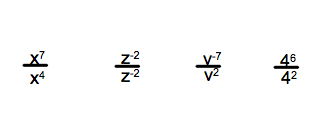 x⁷ z⁻² v⁻⁷ 4⁶
x⁴ z⁻² v² 4²